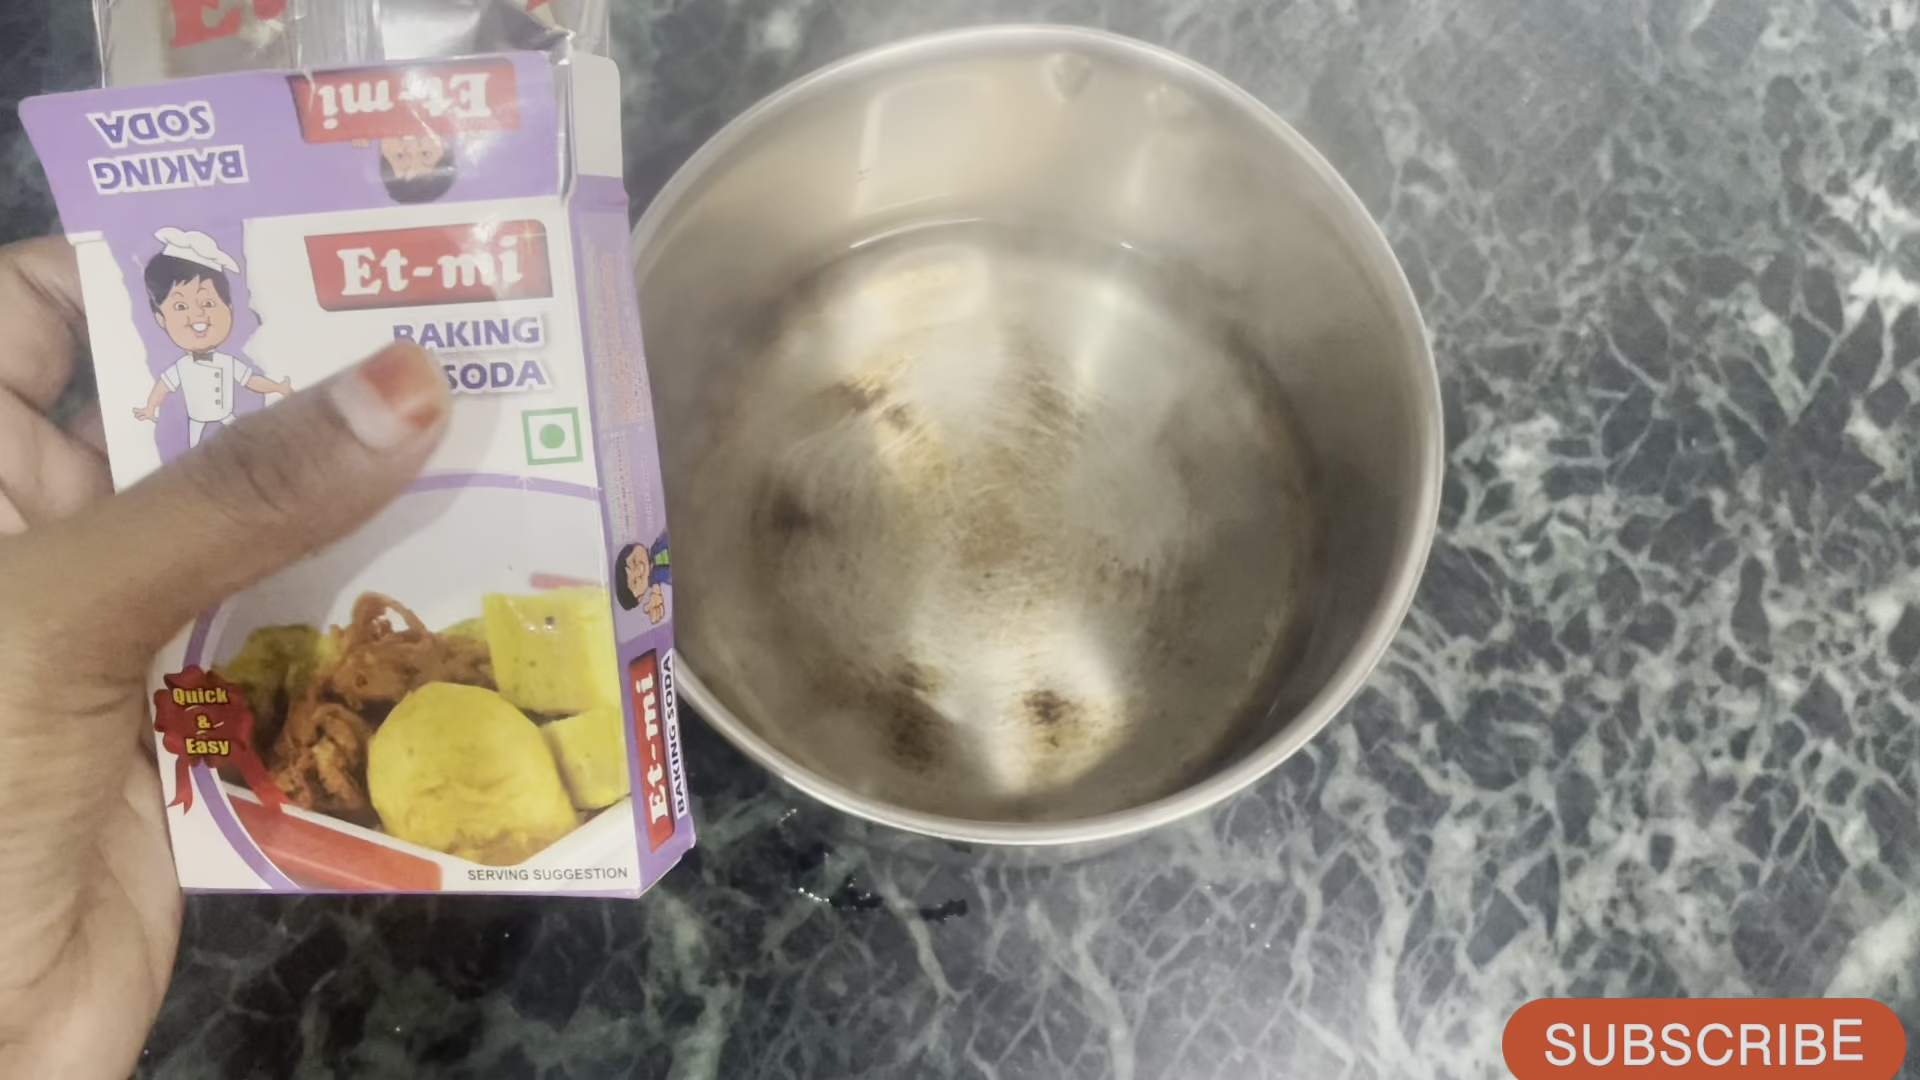 Et-mi
BAKING
SODA
Et-mi
BAKING
SODA
Quick
&
Easy
SERVING SUGGESTION
Et-mi
BAKING SODA
SUBSCRIBE